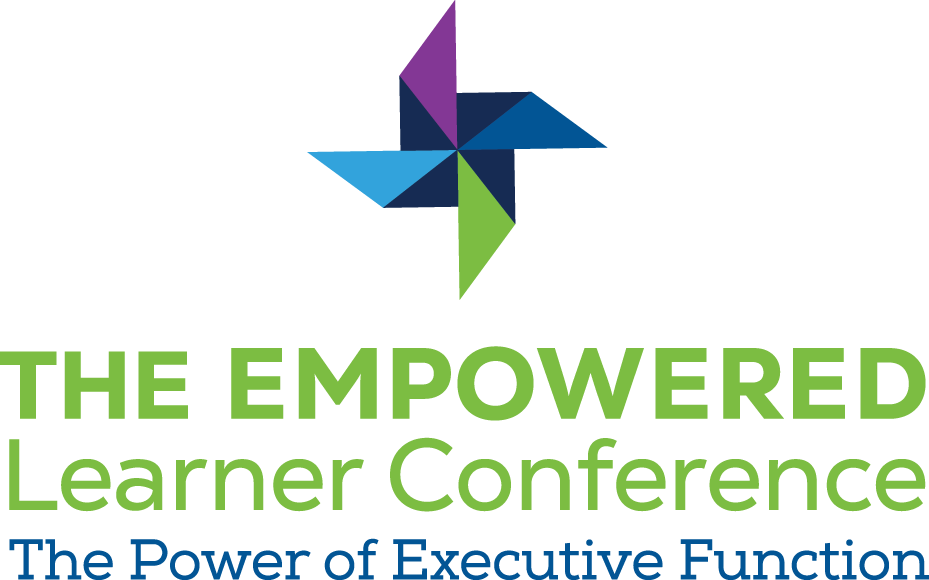 THE EMPOWERED
Learner Conference
The Power of Executive Function